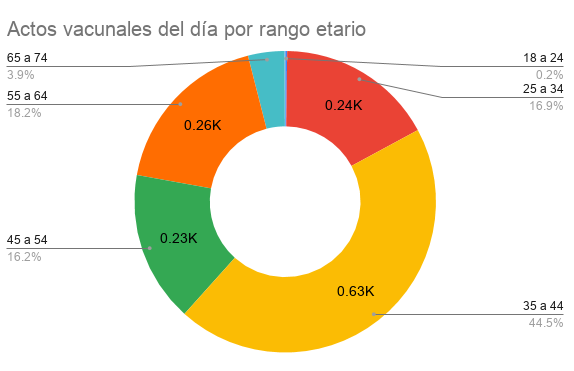 Actos vacunales del día por rango etario
65 a 74
3.9%
55 a 64
18.2%
45 a 54
16.2%
18 a 24
0.2%
25 a 34
16.9%
35 a 44
44.5%
0.24K
0.26K
0.23K
0.63K